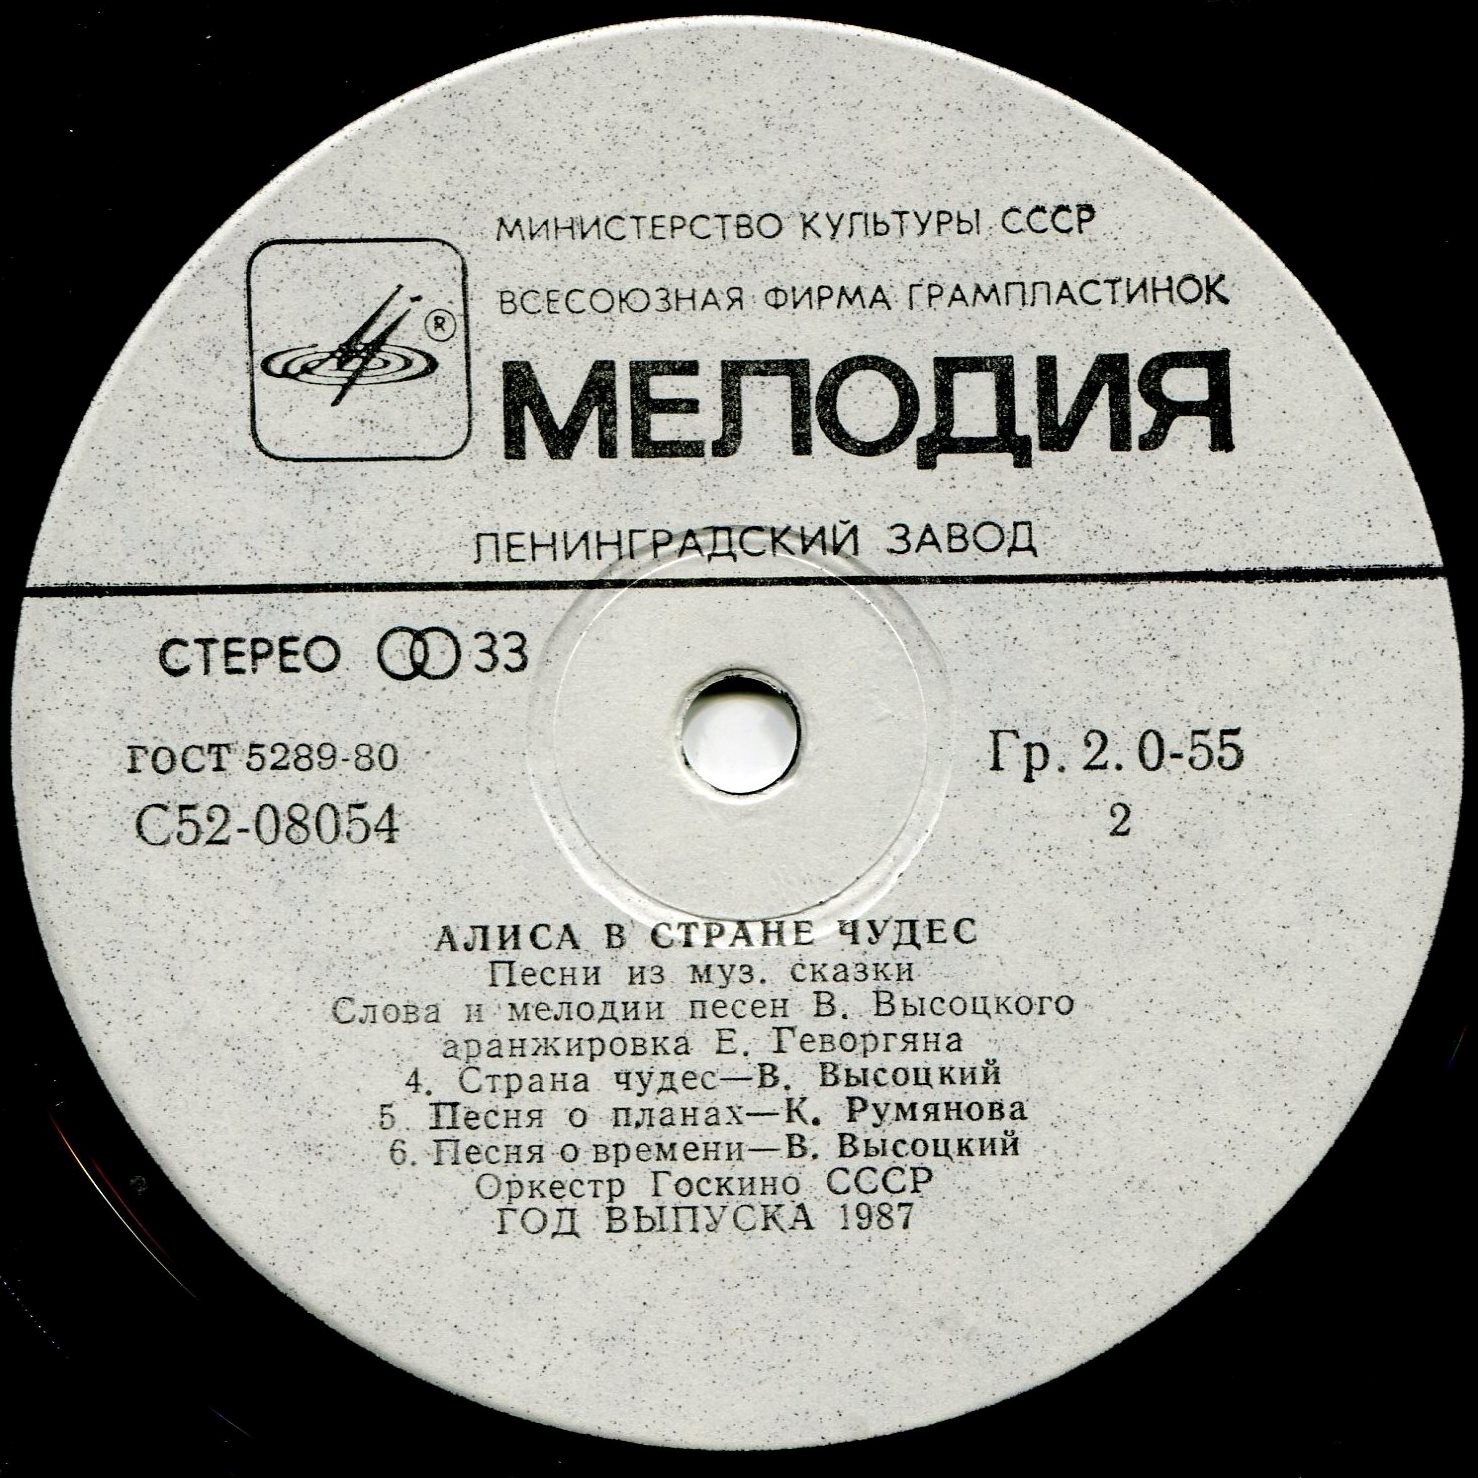 МИНИСТЕРСТВО КУЛЬТУРЫ СССР
ВСЕСОЮЗНАЯ ФИРМА ГРАМПЛАСТИНОК
®
МЕЛОДИЯ
ЛЕНИНГРАДСКИЙ ЗАВОД
СТЕРЕО 33
ГОСТ 5289-80
Гр. 2. 0-55
С52-08054
2
АЛИСА В СТРАНЕ ЧУДЕС
Песни из муз. сказки
Слова и мелодии песен В. Высоцкого
аранжировка Е. Геворгяна
4. Страна чудес—В. Высоцкий
5 Песня о планах—К. Румянова
6. Песня о времени—В. Высоцкий
Оркестр Госкино СССР
ГОД ВЫПУСКА 1987